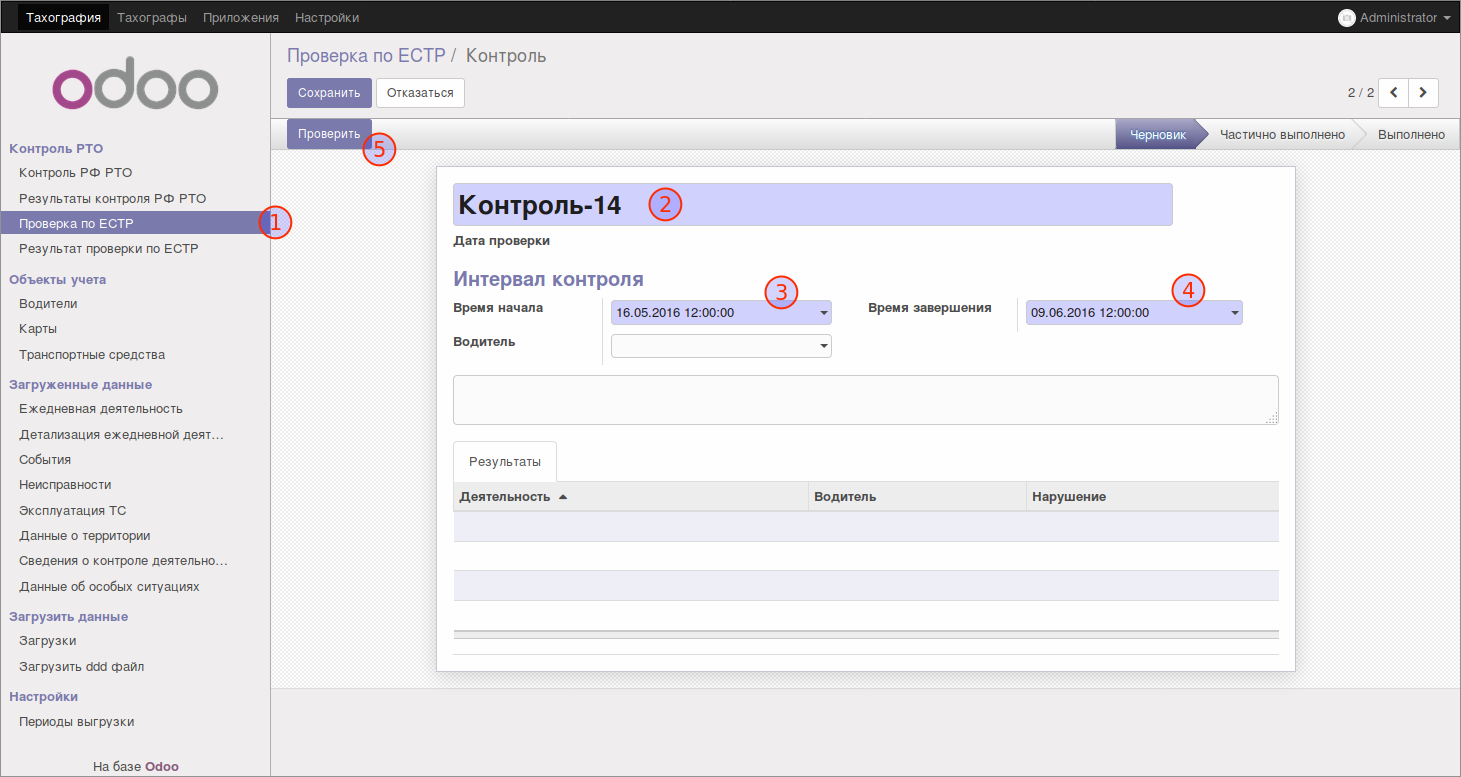 Тахография Тахографы Приложения Настройки Administrator
odoo
Контроль РТО
Контроль РФ РТО
Результаты контроля РФ РТО
Проверка по ЕСТР 1
Результат проверки по ЕСТР
Объекты учета
Водители
Карты
Транспортные средства
Загруженные данные
Ежедневная деятельность
Детализация ежедневной деят…
События
Неисправности
Эксплуатация ТС
Данные о территории
Сведения о контроле деятельно…
Данные об особых ситуациях
Загрузить данные
Загрузки
Загрузить ddd файл
Настройки
Периоды выгрузки
На базе Odoo
Проверка по ЕСТР / Контроль
Сохранить Отказаться 2 / 2
Проверить 5 Черновик Частично выполнено Выполнено
Контроль-14 2
Дата проверки
Интервал контроля
3 4
Время начала 16.05.2016 12:00:00 Время завершения 09.06.2016 12:00:00
Водитель
Результаты
Деятельность Водитель Нарушение